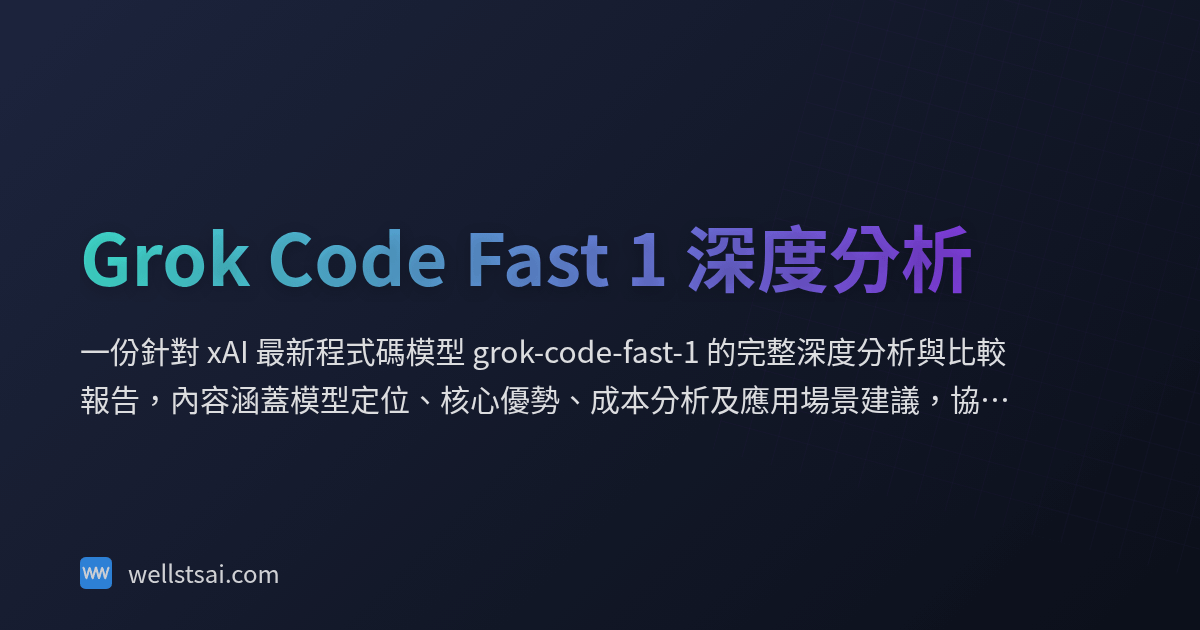 Grok Code Fast 1 深度分析
一份針對 xAI 最新程式碼模型 grok-code-fast-1 的完整深度分析與比較
報告，內容涵蓋模型定位、核心優勢、成本分析及應用場景建議，協…
wellstsai.com